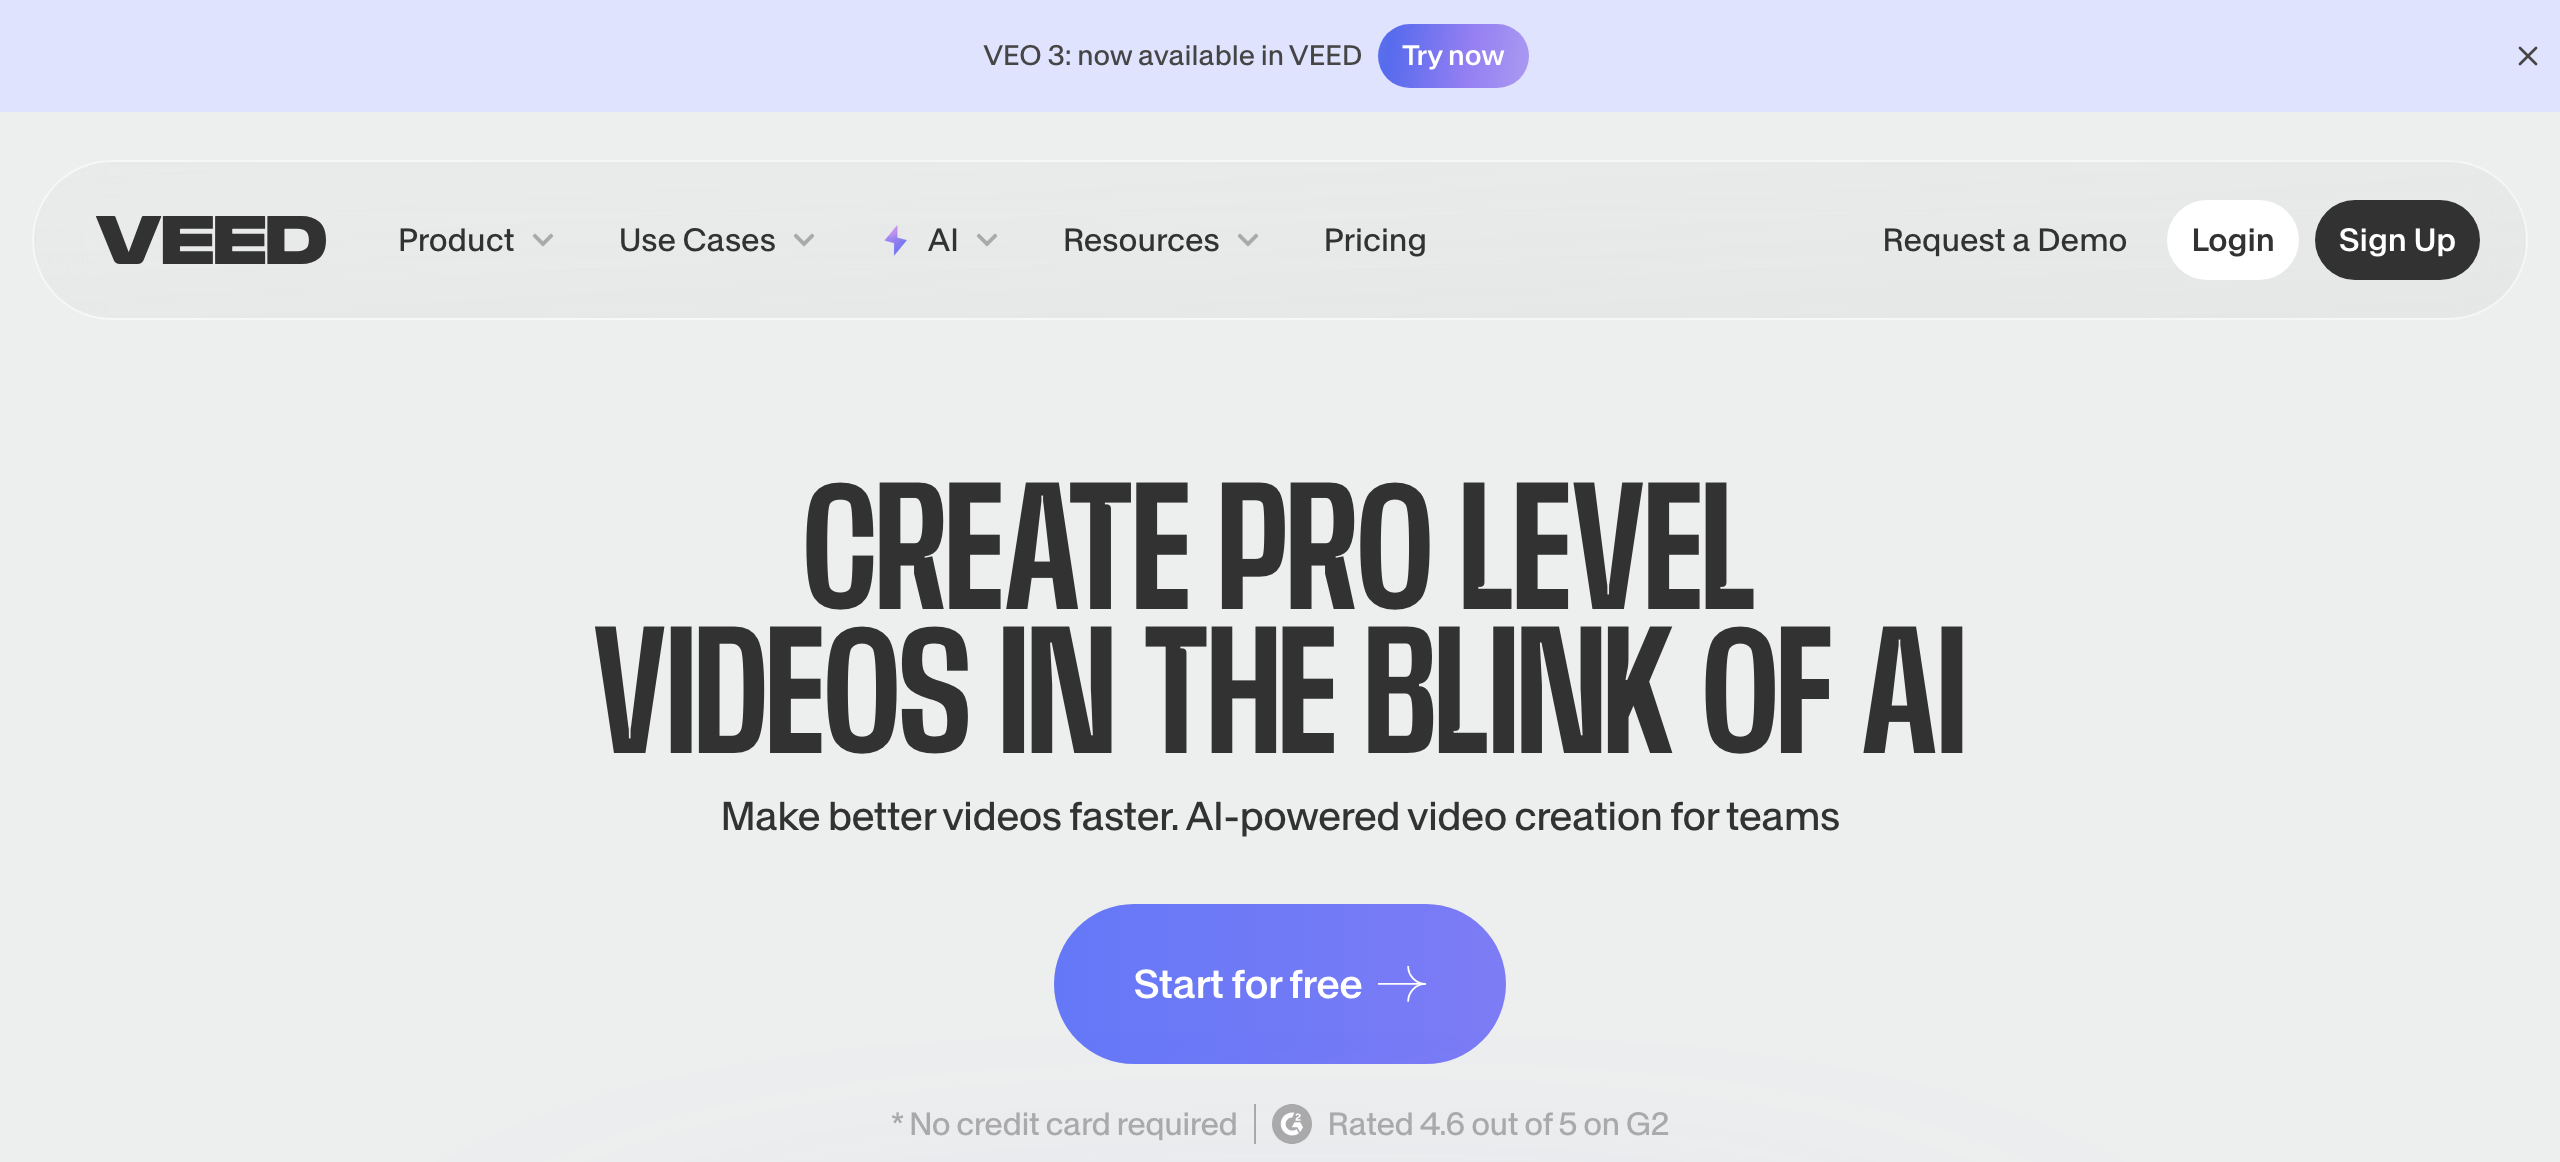 VEO 3: now available in VEED Try now
VEED Product Use Cases AI Resources Pricing Request a Demo Login Sign Up
CREATE PRO LEVEL
VIDEOS IN THE BLINK OF AI
Make better videos faster. AI-powered video creation for teams
Start for free
* No credit card required G2 Rated 4.6 out of 5 on G2